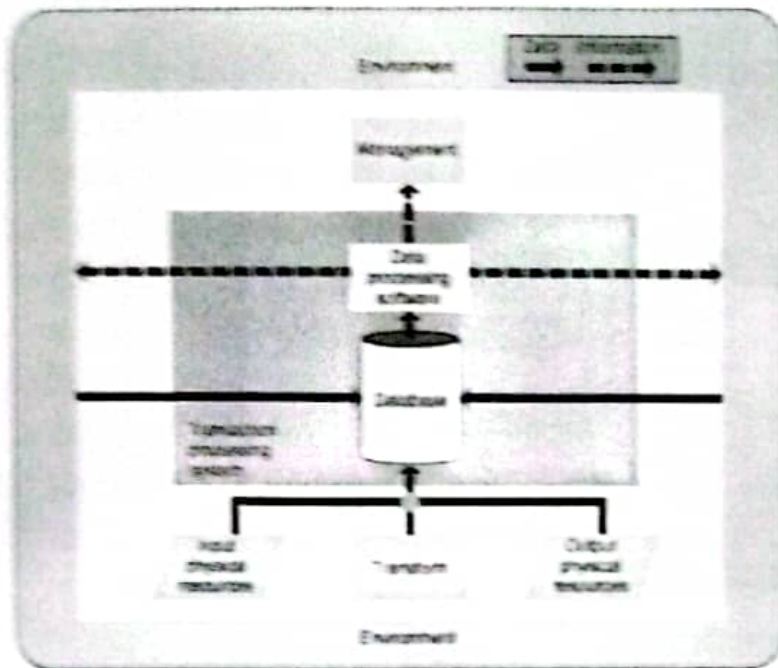 Data Information
Environment
Management
Data
processing
software
Database
Transaction
processing
system
Input
physical
resources
Transform
Output
physical
resources
Environment